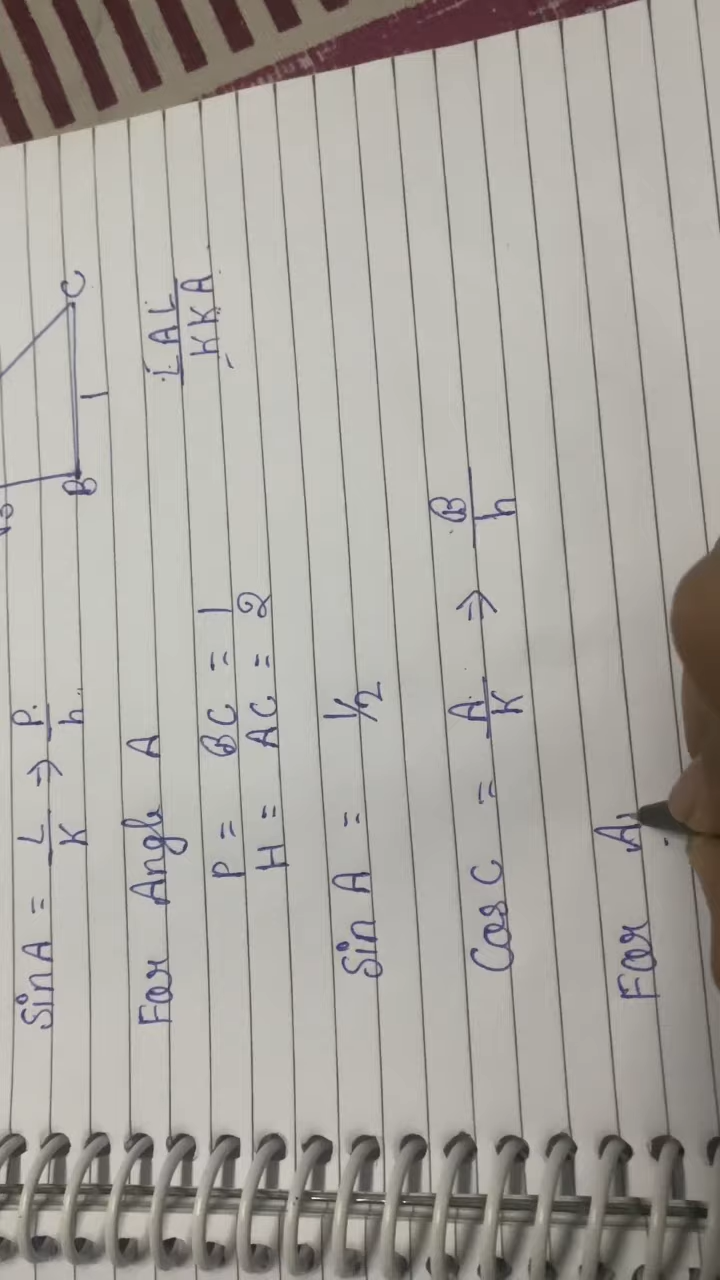 B 1 C
Sin A = L/K ⇒ P/h
For Angle A
LAL/KKA
P = BC = 1
H = AC = 2
Sin A = 1/2
Cos C = A/K ⇒ B/h
For A